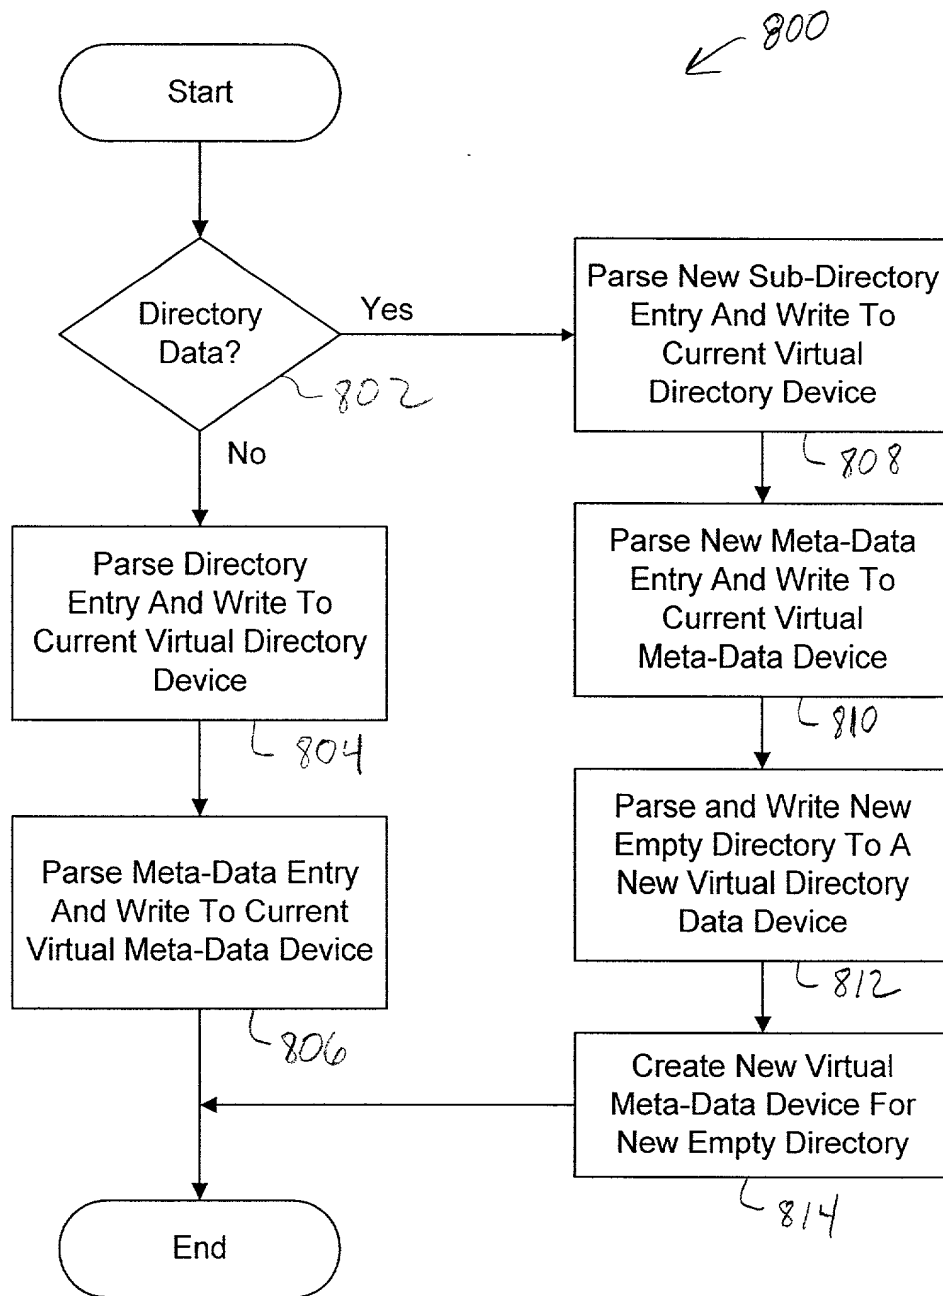 800
Start
Directory
Data?
802
Yes
No
Parse Directory
Entry And Write To
Current Virtual Directory
Device
804
Parse Meta-Data Entry
And Write To Current
Virtual Meta-Data Device
806
Parse New Sub-Directory
Entry And Write To
Current Virtual
Directory Device
808
Parse New Meta-Data
Entry And Write To
Current Virtual
Meta-Data Device
810
Parse and Write New
Empty Directory To A
New Virtual Directory
Data Device
812
Create New Virtual
Meta-Data Device For
New Empty Directory
814
End